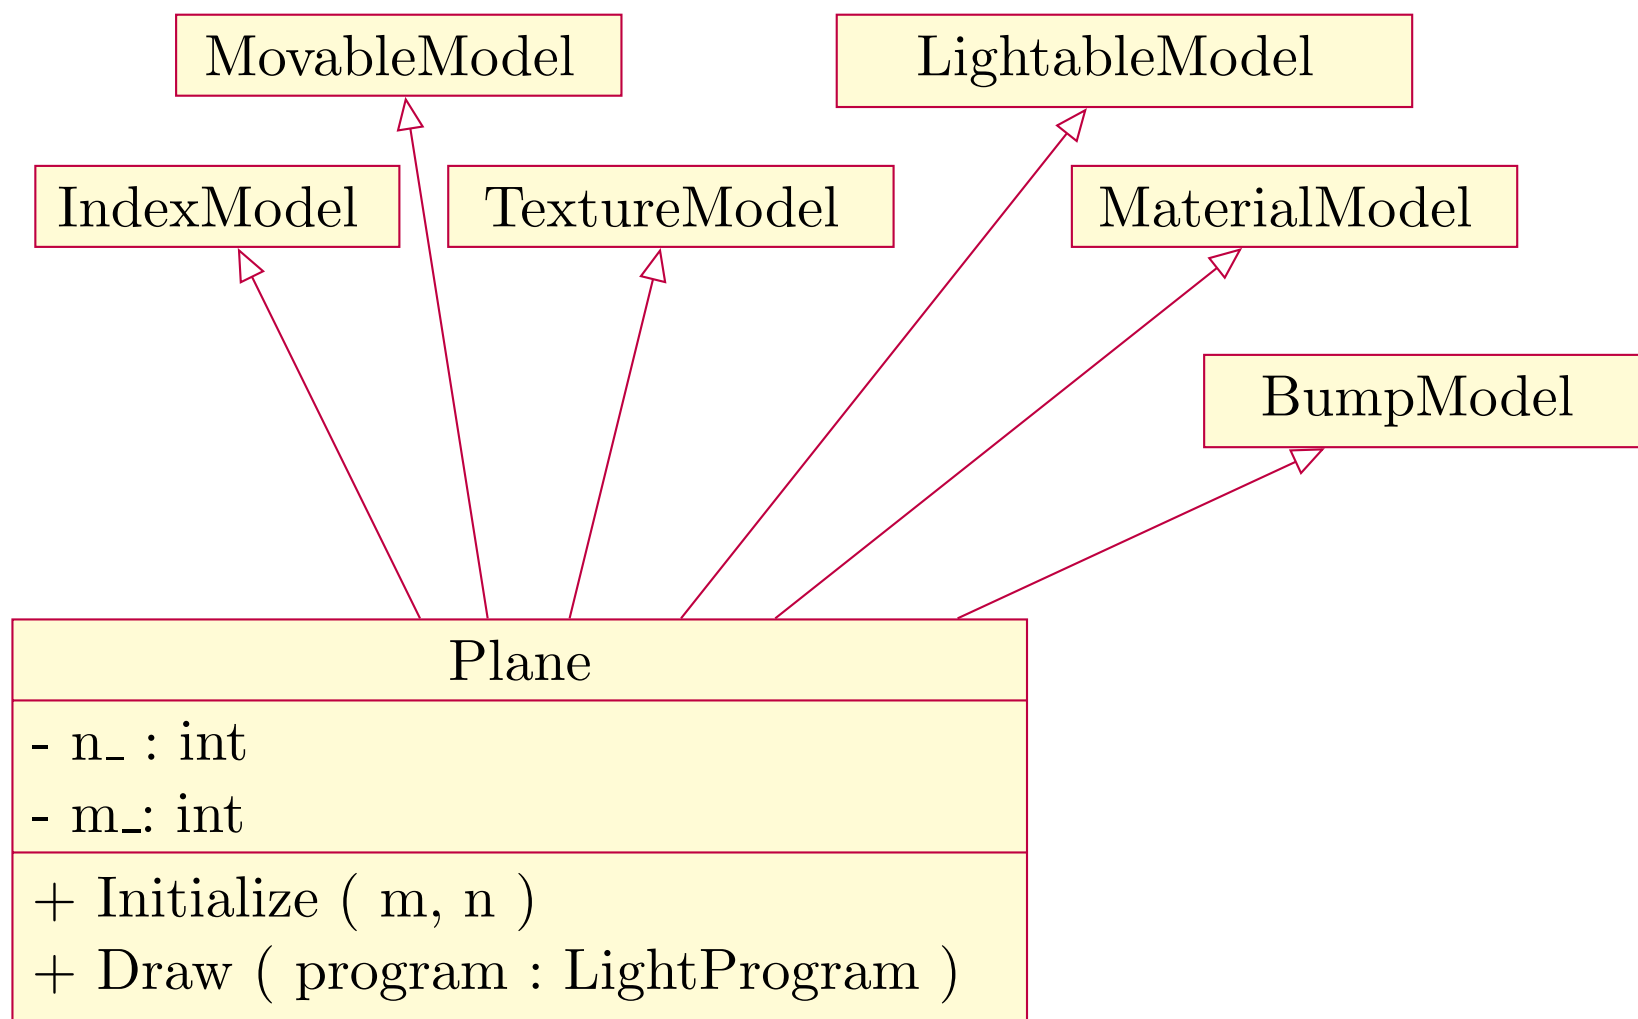 MovableModel
LightableModel
IndexModel
TextureModel
MaterialModel
BumpModel
Plane
- n_ : int
- m_: int
+ Initialize ( m, n )
+ Draw ( program : LightProgram )